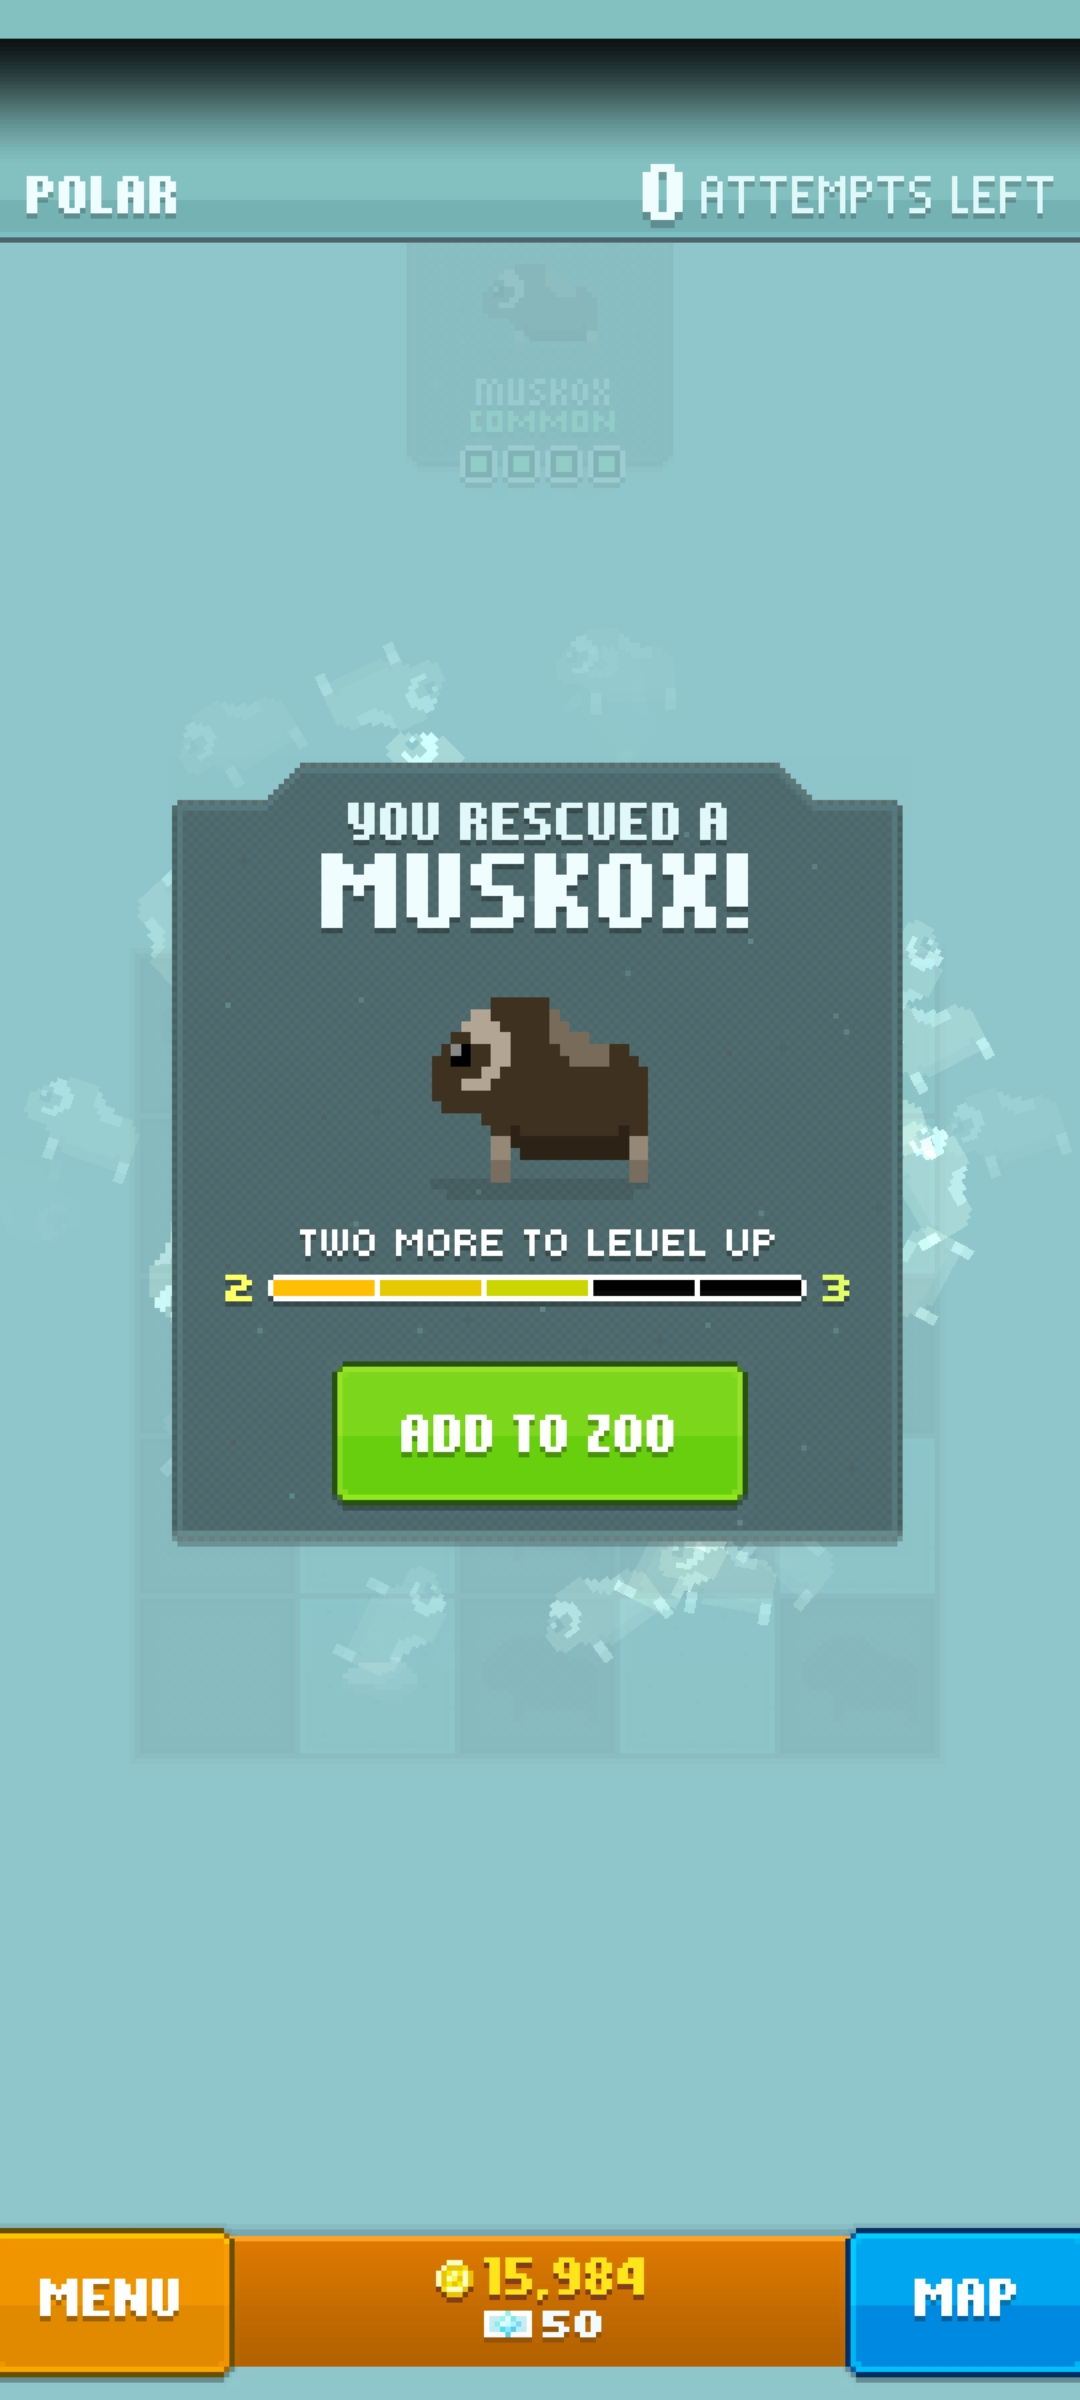 POLAR
0 ATTEMPTS LEFT
MUSKOX
COMMON
YOU RESCUED A
MUSKOX!
TWO MORE TO LEVEL UP
2 3
ADD TO ZOO
MENU
15,984
50
MAP